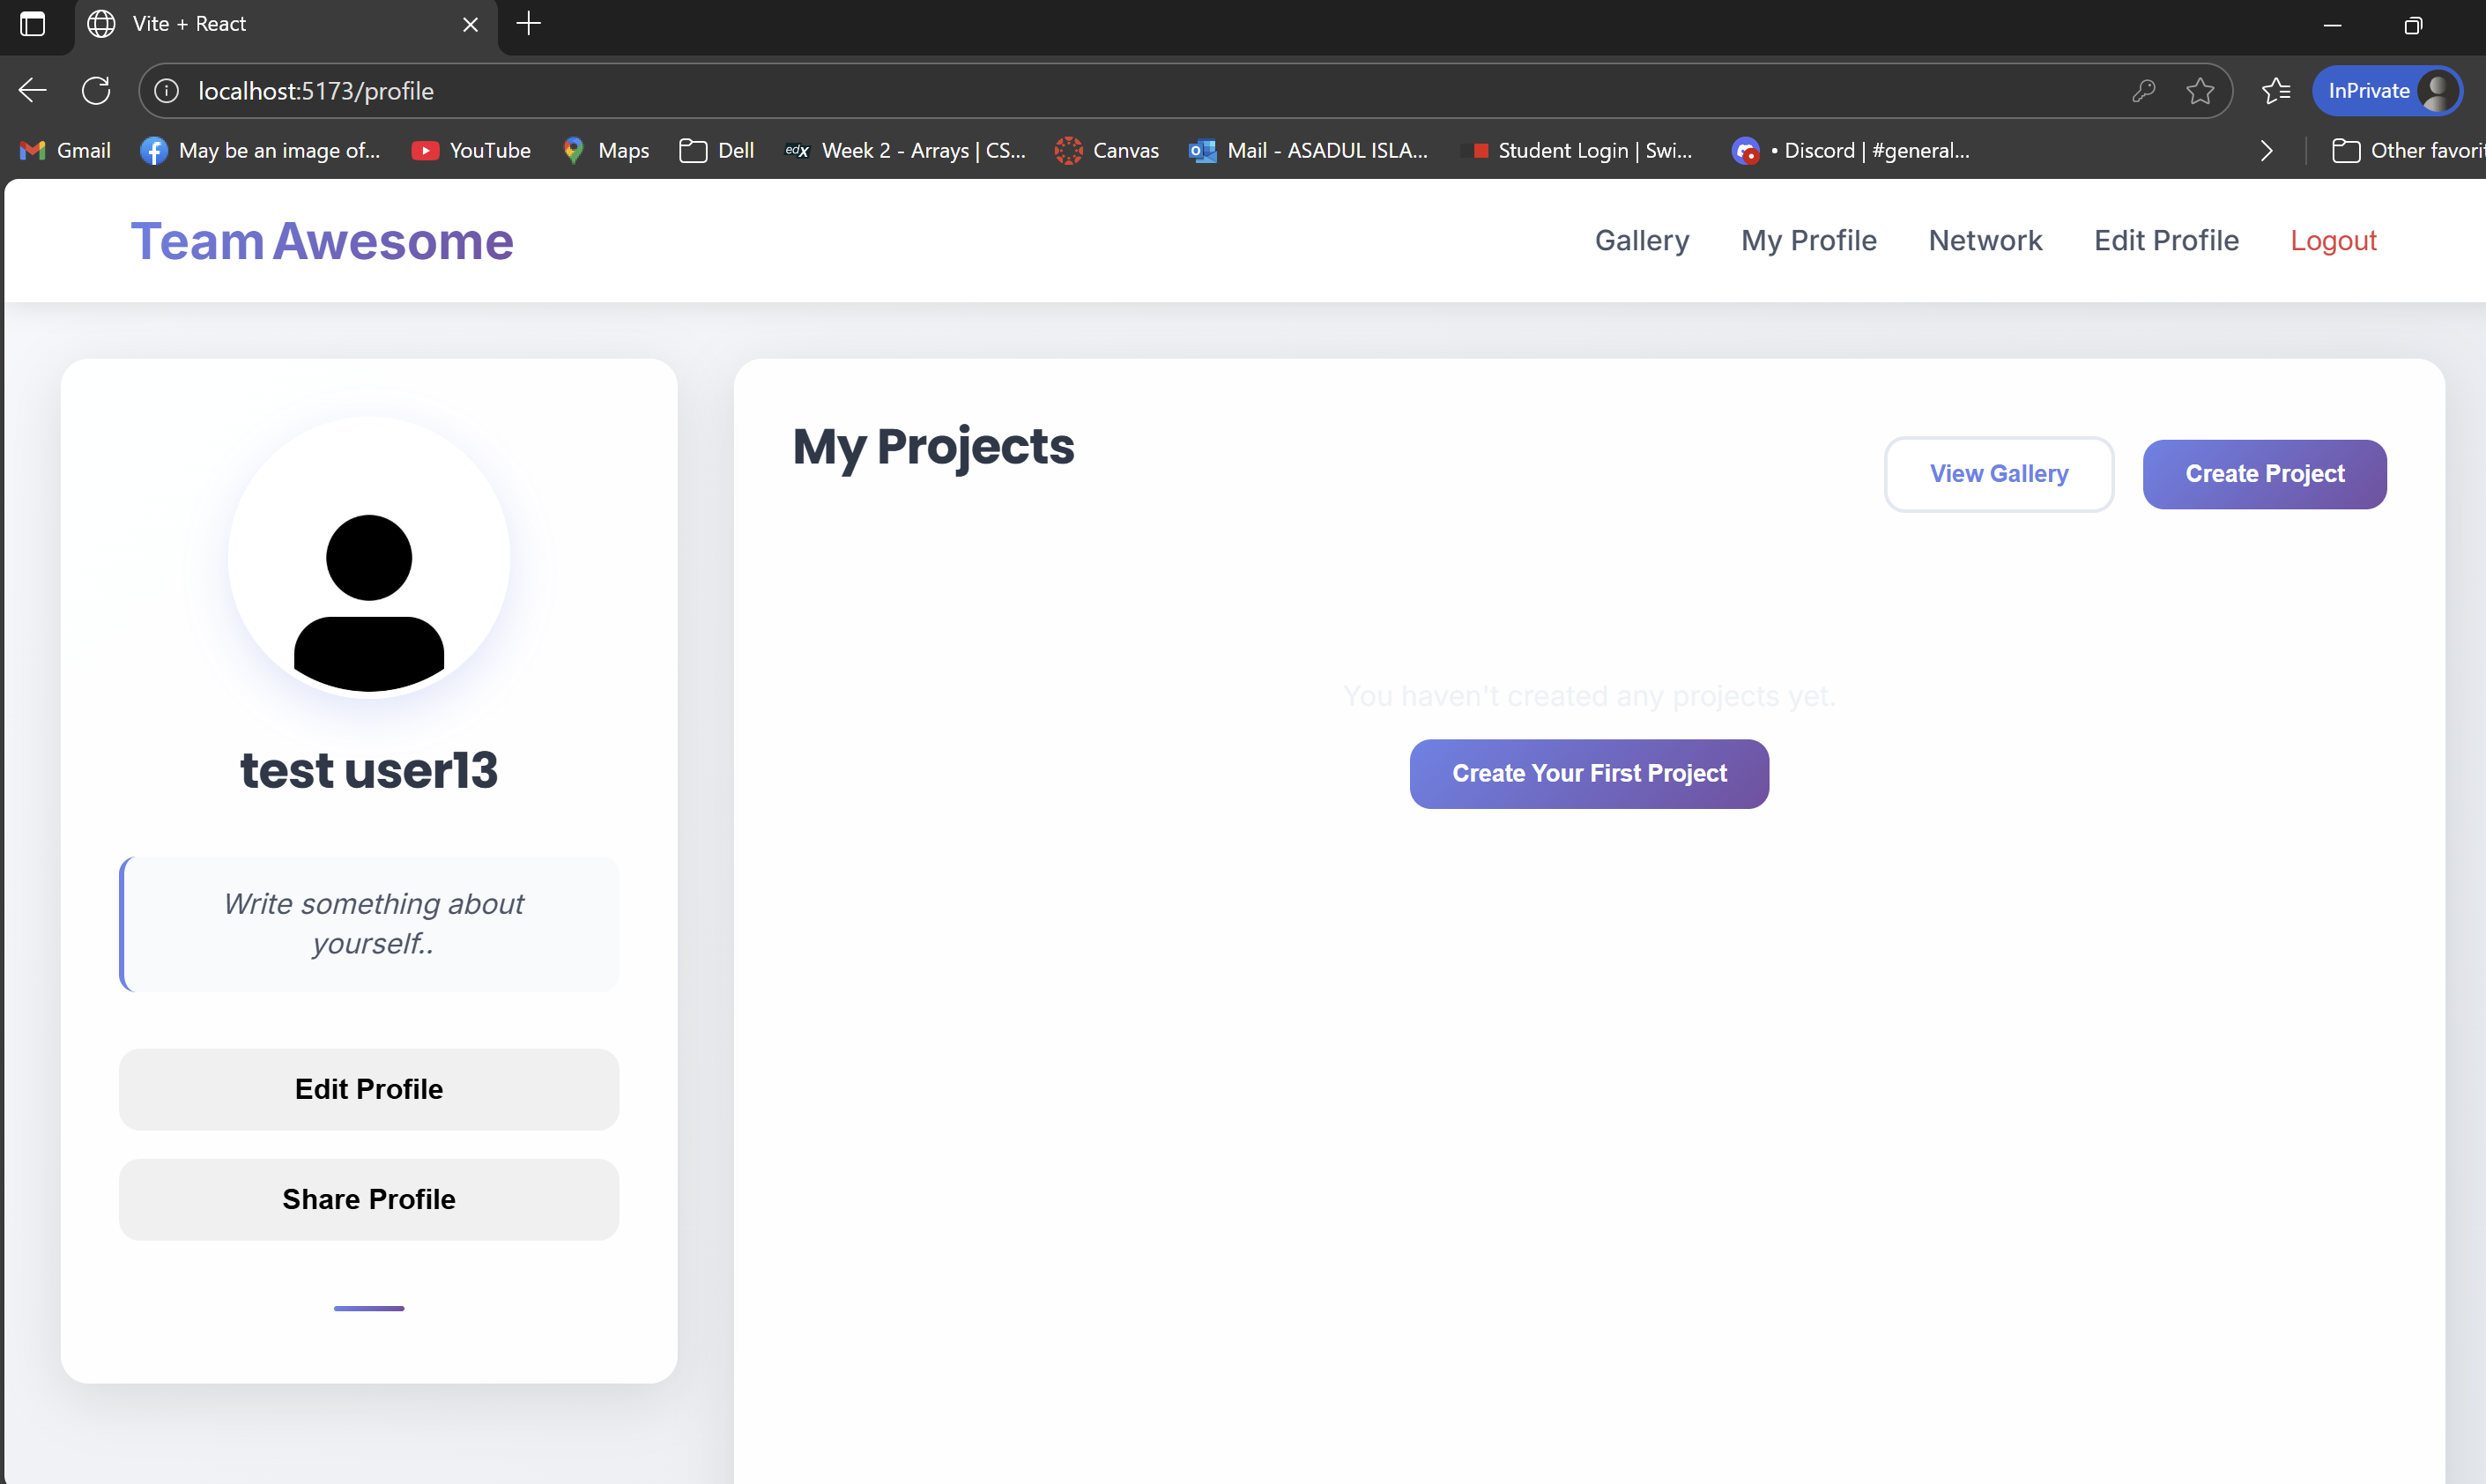 Vite + React
localhost:5173/profile
InPrivate
Gmail
May be an image of...
YouTube
Maps
Dell
edX
Week 2 - Arrays | CS...
Canvas
Mail - ASADUL ISLA...
Student Login | Swi...
• Discord | #general...
Other favorit
Team Awesome
Gallery
My Profile
Network
Edit Profile
Logout
test user13
Write something about
yourself..
Edit Profile
Share Profile
My Projects
View Gallery
Create Project
You haven't created any projects yet.
Create Your First Project